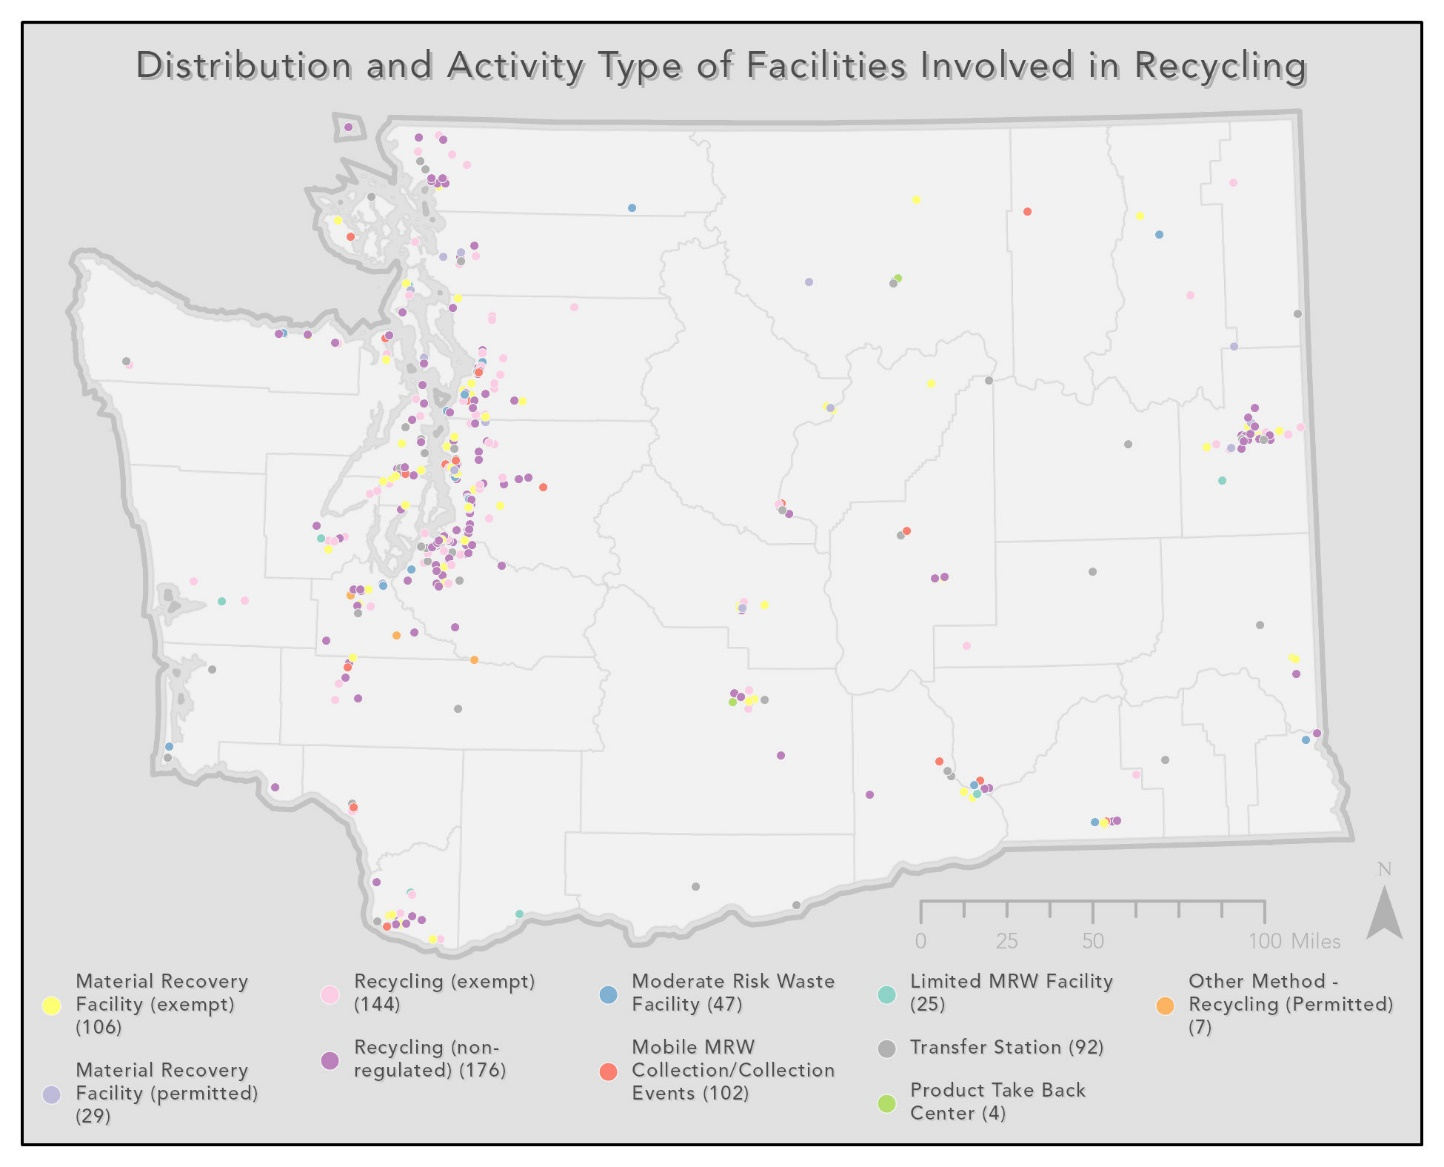 Distribution and Activity Type of Facilities Involved in Recycling
N
0 25 50 100 Miles
Material Recovery
Facility (exempt)
(106)
Material Recovery
Facility (permitted)
(29)
Recycling (exempt)
(144)
Recycling (non-
regulated) (176)
Moderate Risk Waste
Facility (47)
Mobile MRW
Collection/Collection
Events (102)
Limited MRW Facility
(25)
Transfer Station (92)
Product Take Back
Center (4)
Other Method -
Recycling (Permitted)
(7)